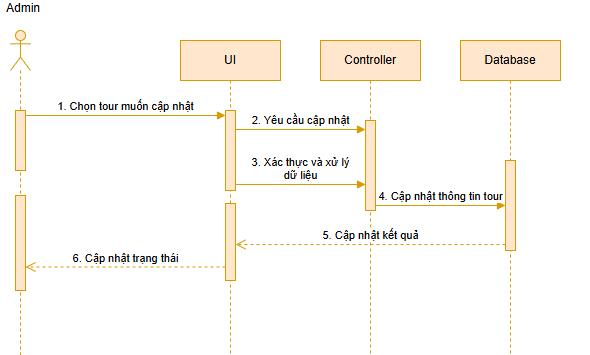 Admin
UI
Controller
Database
1. Chọn tour muốn cập nhật
2. Yêu cầu cập nhật
3. Xác thực và xử lý
dữ liệu
4. Cập nhật thông tin tour
5. Cập nhật kết quả
6. Cập nhật trạng thái